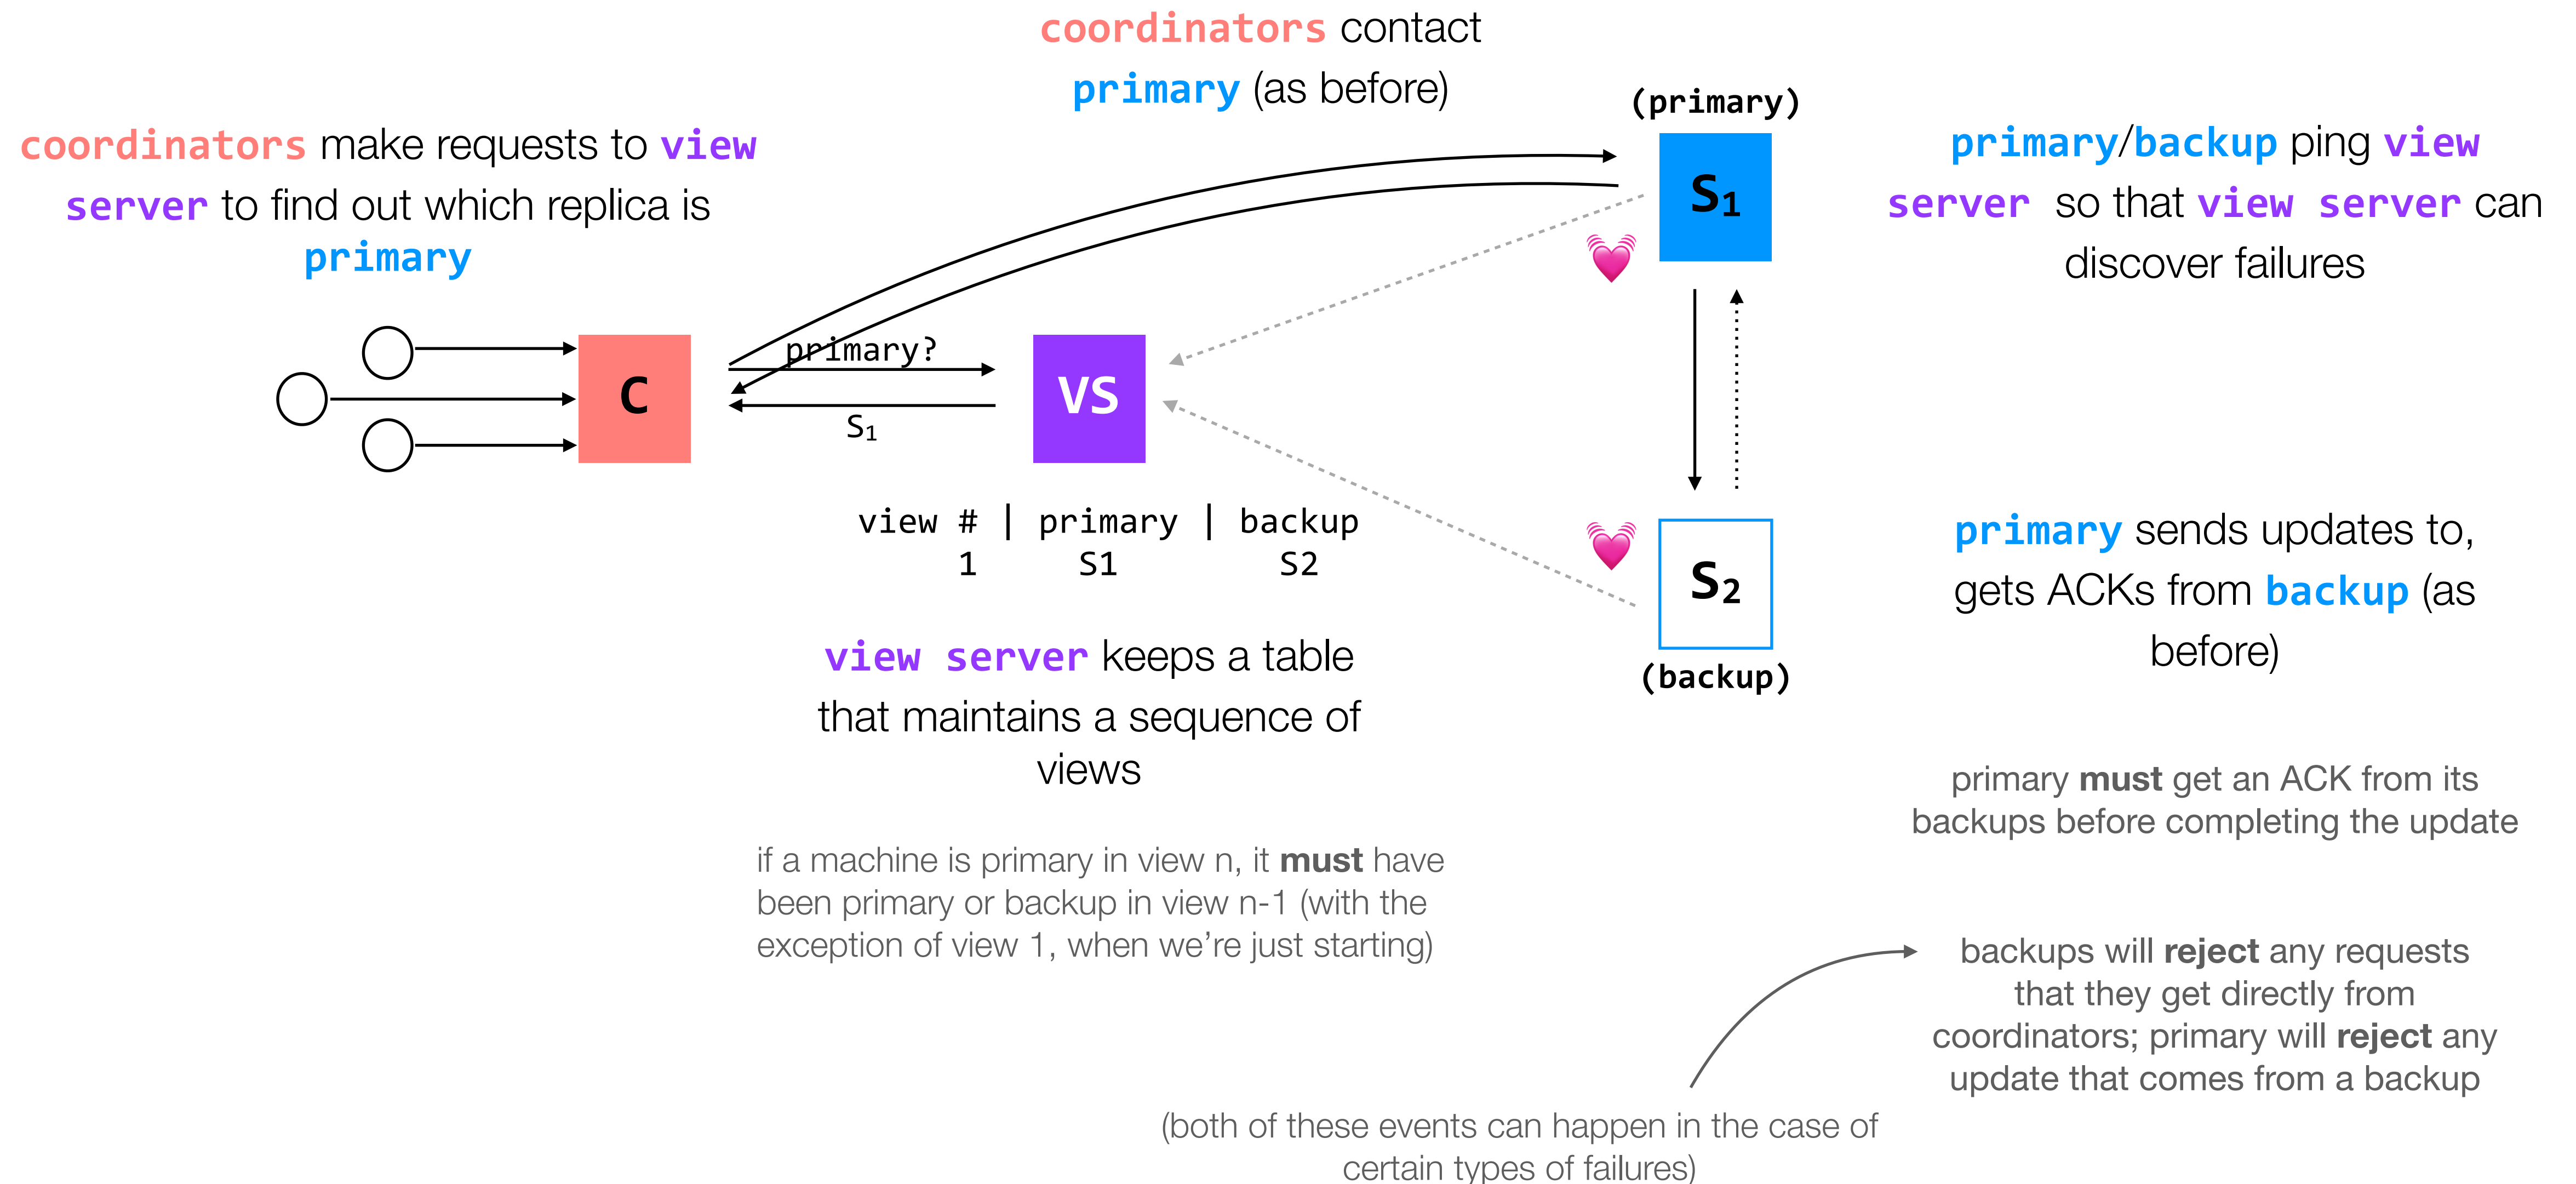 coordinators contact
primary (as before)
coordinators make requests to view
server to find out which replica is
primary
(primary)
S₁
primary/backup ping view
server so that view server can
discover failures
C
primary?
S₁
VS
view # | primary | backup
1 S1 S2
view server keeps a table
that maintains a sequence of
views
S₂
(backup)
primary sends updates to,
gets ACKs from backup (as
before)
if a machine is primary in view n, it must have
been primary or backup in view n-1 (with the
exception of view 1, when we’re just starting)
primary must get an ACK from its
backups before completing the update
backups will reject any requests
that they get directly from
coordinators; primary will reject any
update that comes from a backup
(both of these events can happen in the case of
certain types of failures)